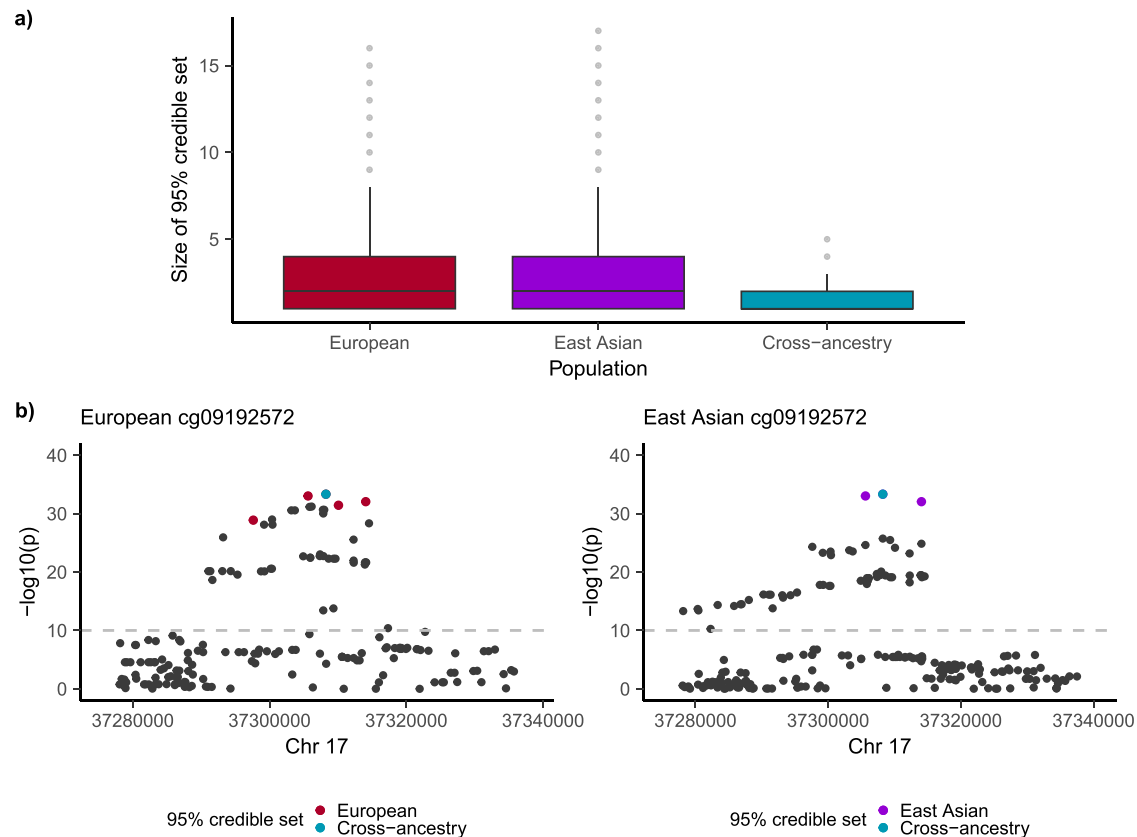 a)
Size of 95% credible set
15
10
5
European
East Asian
Cross−ancestry
Population
b)
European cg09192572
−log10(p)
40
30
20
10
0
37280000
37300000
37320000
37340000
Chr 17
95% credible set
European
Cross−ancestry
East Asian cg09192572
−log10(p)
40
30
20
10
0
37280000
37300000
37320000
37340000
Chr 17
95% credible set
East Asian
Cross−ancestry